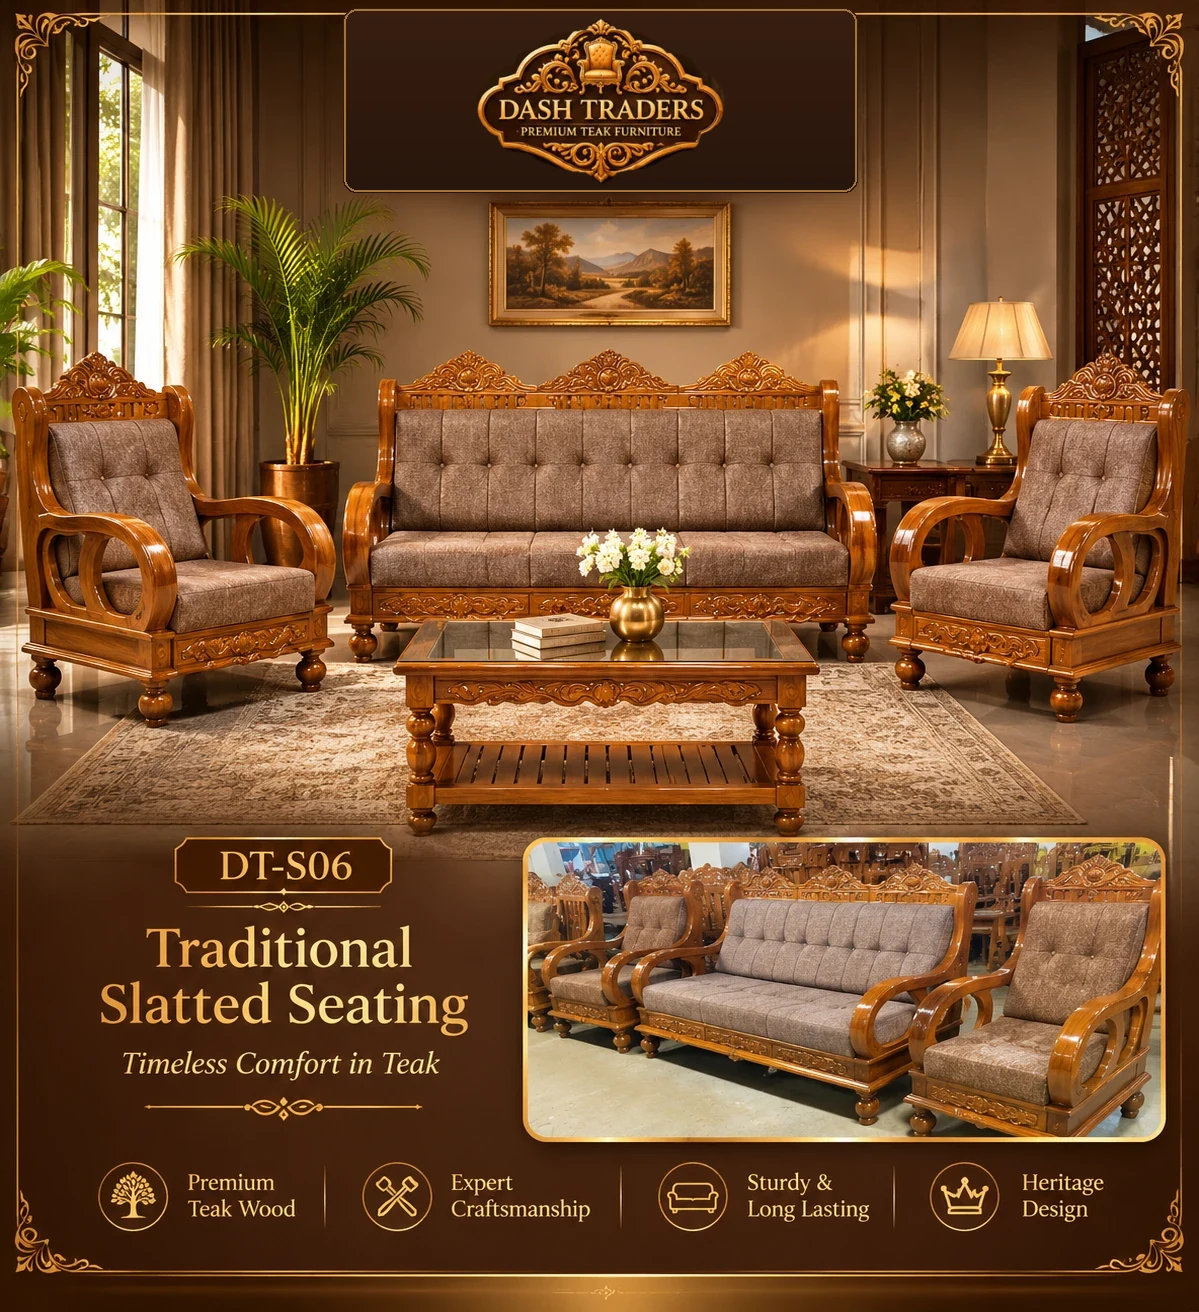 DASH TRADERS
PREMIUM TEAK FURNITURE
DT-S06
Traditional
Slatted Seating
Timeless Comfort in Teak
Premium
Teak Wood
Expert
Craftsmanship
Sturdy &
Long Lasting
Heritage
Design